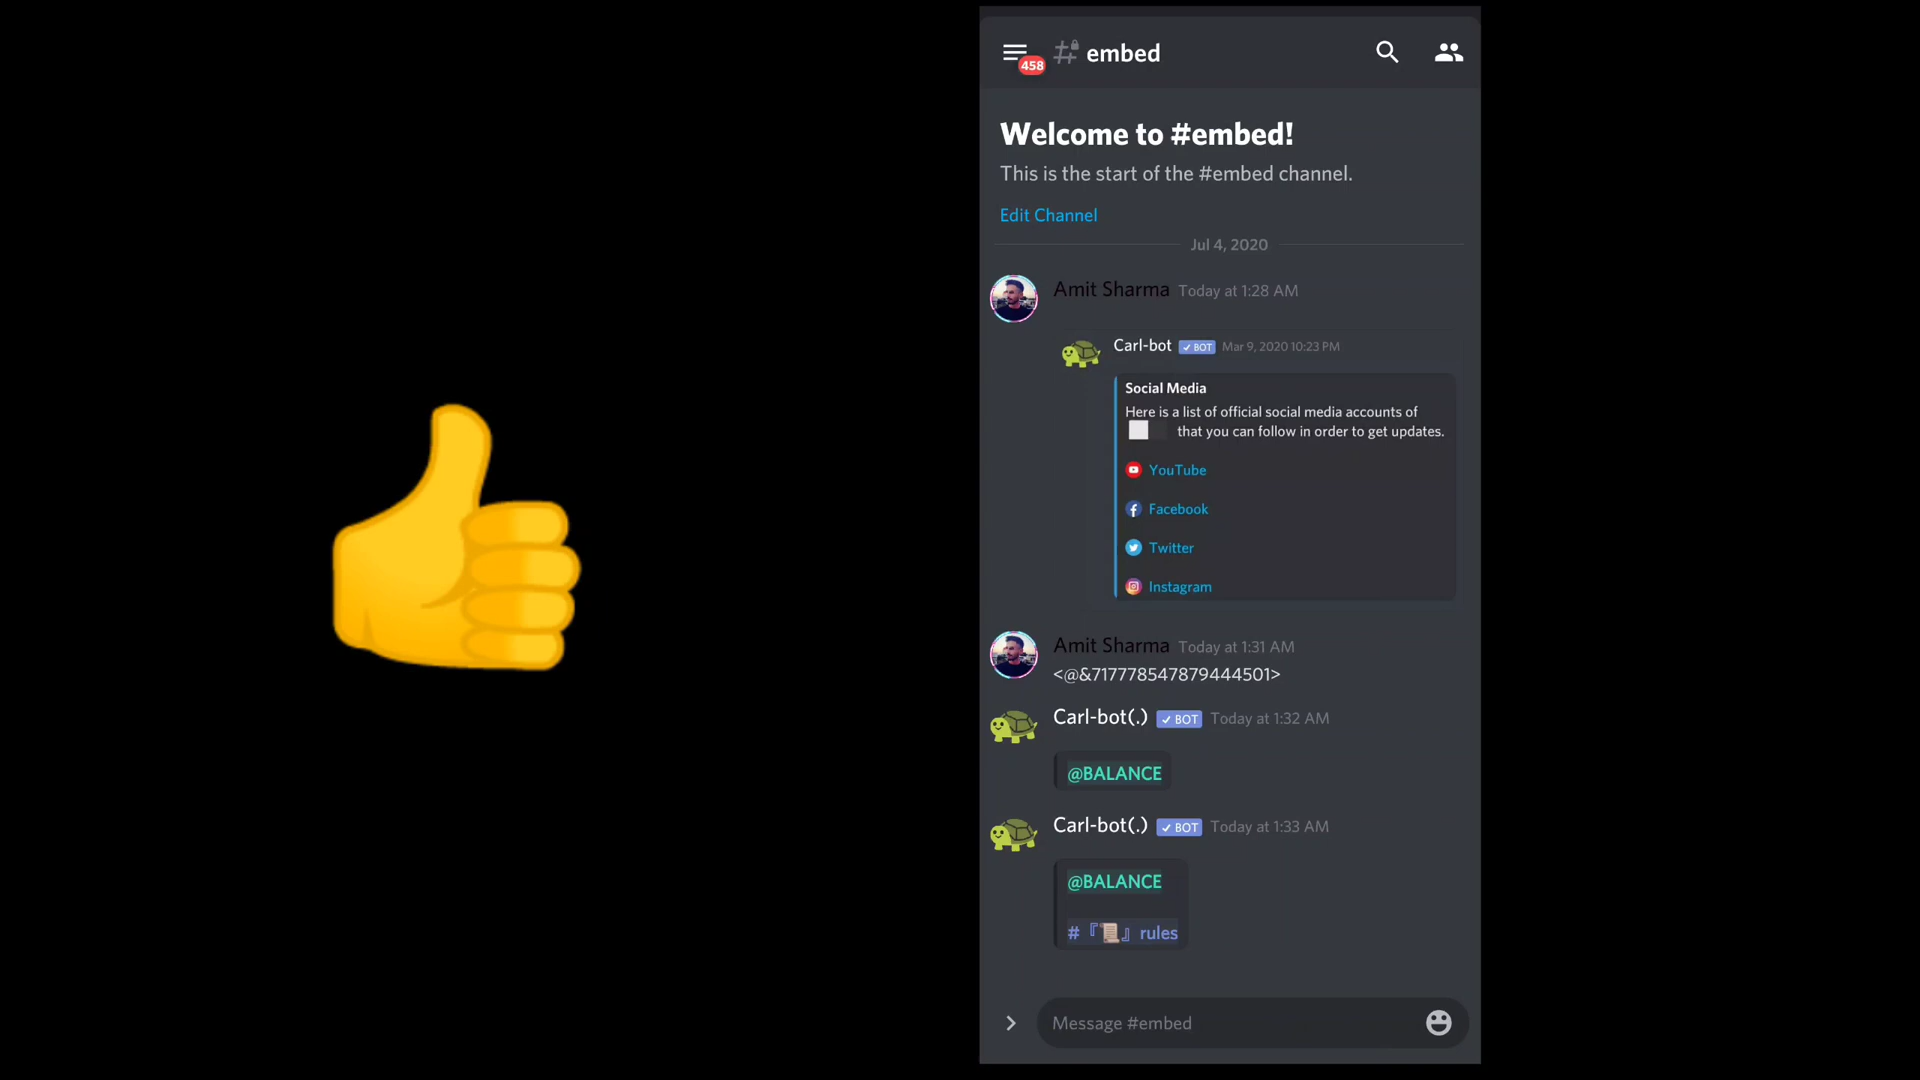 458
embed
Welcome to #embed!
This is the start of the #embed channel.
Edit Channel
Jul 4, 2020
Amit Sharma Today at 1:28 AM
Carl-bot ✓ BOT Mar 9, 2020 10:23 PM
Social Media
Here is a list of official social media accounts of
that you can follow in order to get updates.
YouTube
Facebook
Twitter
Instagram
Amit Sharma Today at 1:31 AM
<@&717778547879444501>
Carl-bot(.) ✓ BOT Today at 1:32 AM
@BALANCE
Carl-bot(.) ✓ BOT Today at 1:33 AM
@BALANCE
#『📜』rules
Message #embed